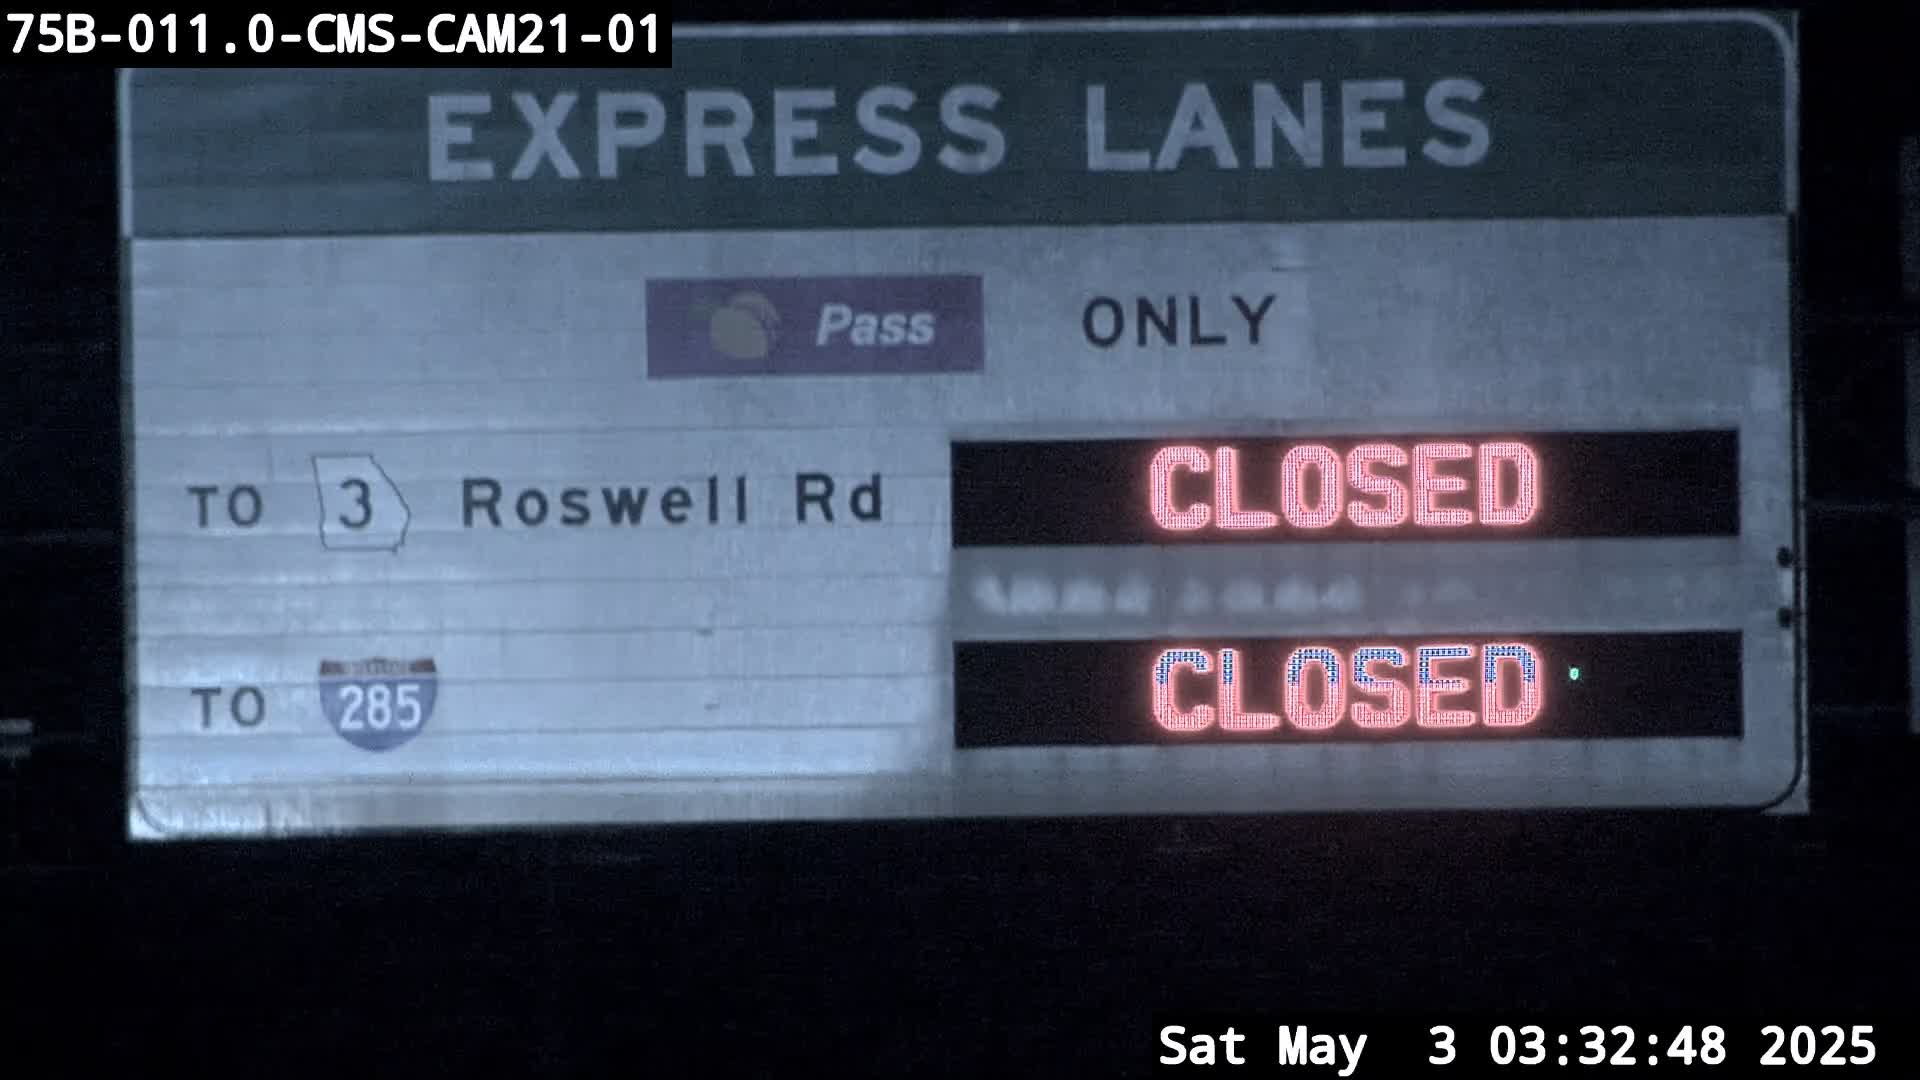 75B-011.0-CMS-CAM21-01
EXPRESS LANES
Pass ONLY
TO 3 Roswell Rd CLOSED
TO 285 CLOSED
Sat May 3 03:32:48 2025